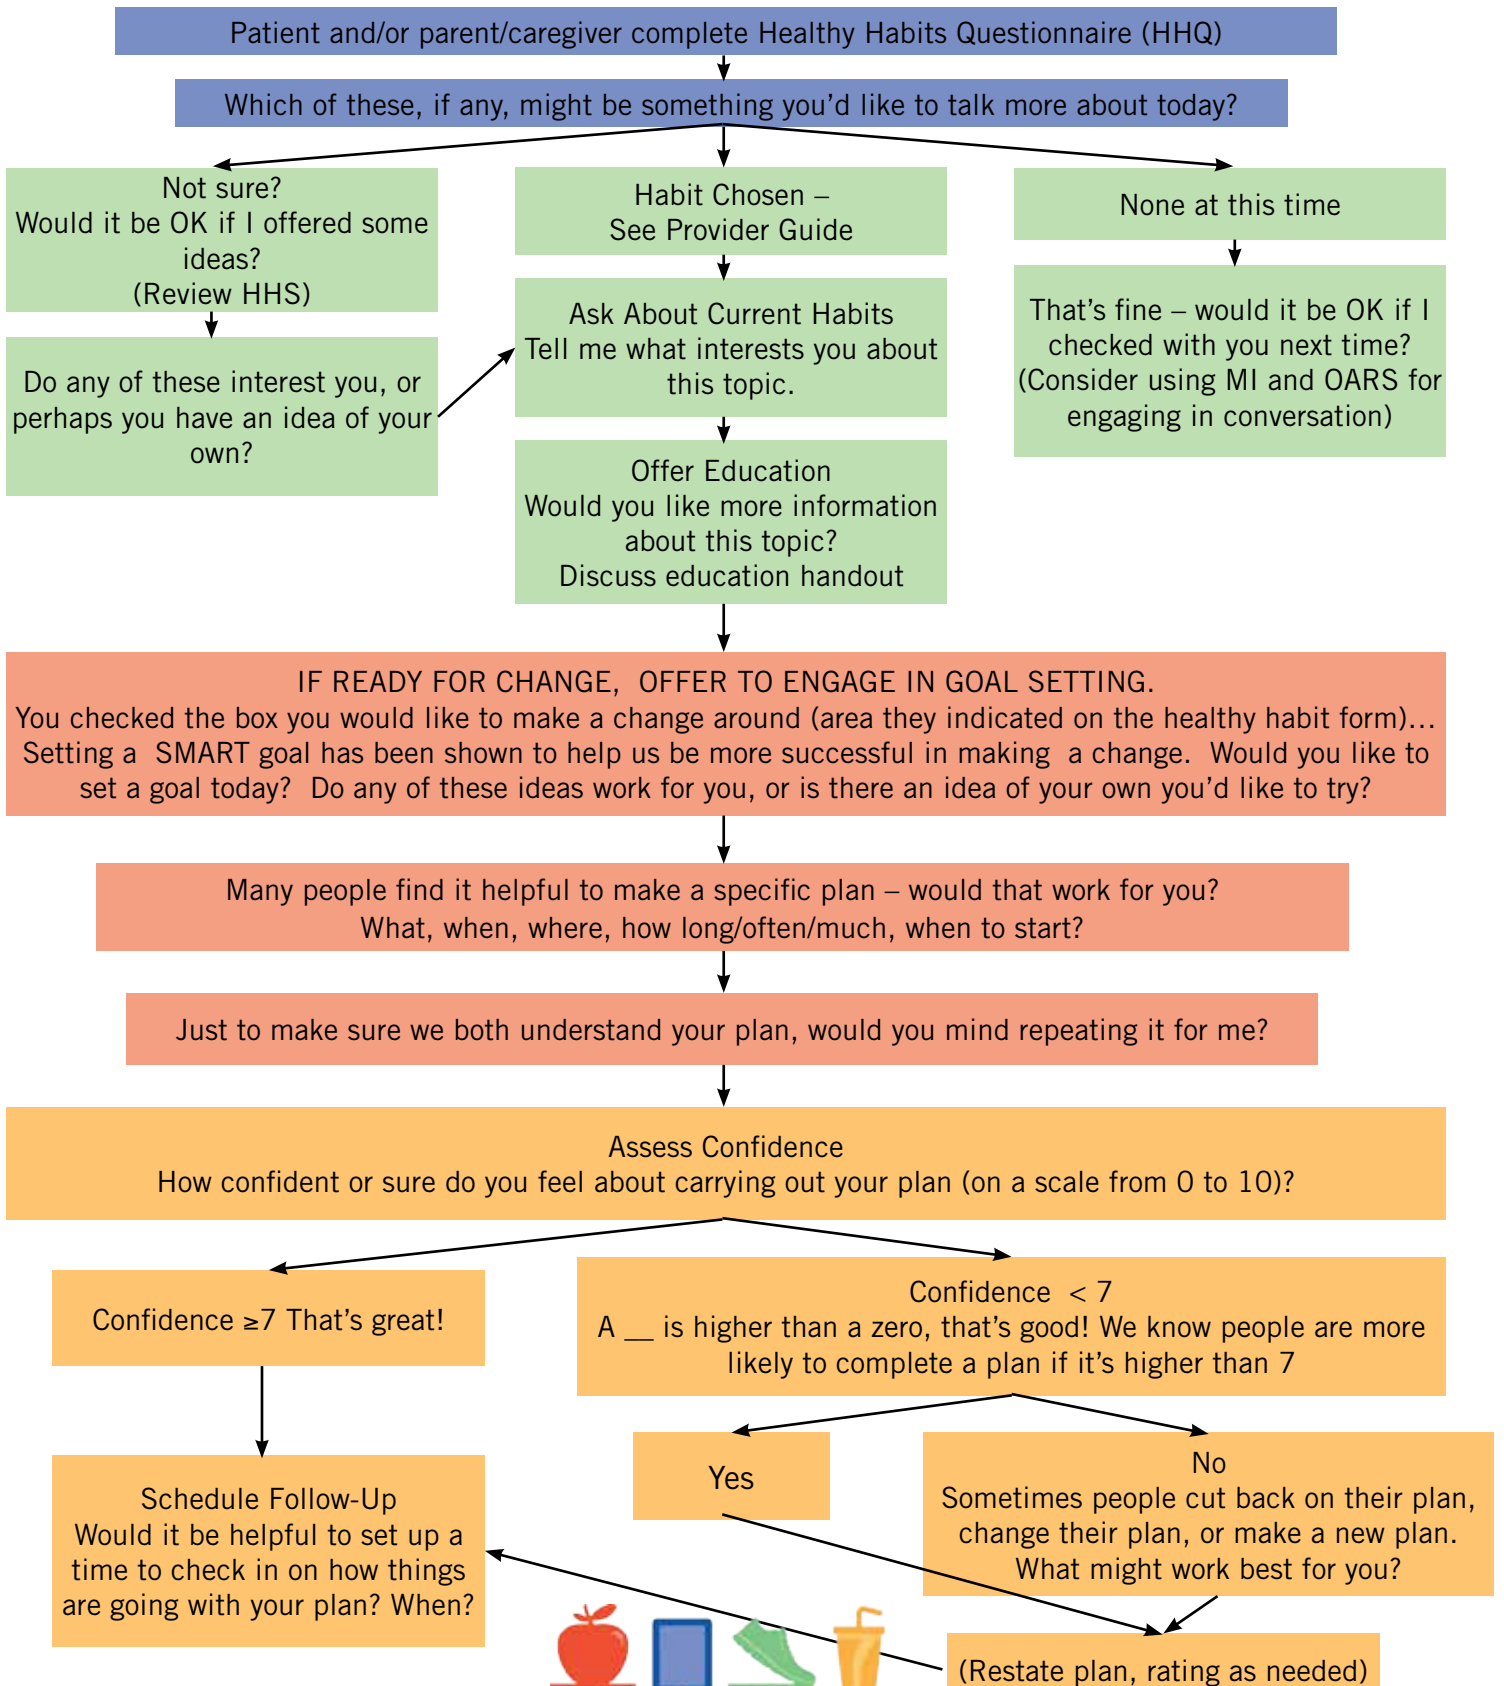 Patient and/or parent/caregiver complete Healthy Habits Questionnaire (HHQ)
Which of these, if any, might be something you’d like to talk more about today?
Not sure?
Would it be OK if I offered some
ideas?
(Review HHS)
Do any of these interest you, or
perhaps you have an idea of your
own?
Habit Chosen –
See Provider Guide
Ask About Current Habits
Tell me what interests you about
this topic.
Offer Education
Would you like more information
about this topic?
Discuss education handout
None at this time
That’s fine – would it be OK if I
checked with you next time?
(Consider using MI and OARS for
engaging in conversation)
IF READY FOR CHANGE,  OFFER TO ENGAGE IN GOAL SETTING.
You checked the box you would like to make a change around (area they indicated on the healthy habit form)…
Setting a  SMART goal has been shown to help us be more successful in making  a change.  Would you like to
set a goal today?  Do any of these ideas work for you, or is there an idea of your own you’d like to try?
Many people find it helpful to make a specific plan – would that work for you?
What, when, where, how long/often/much, when to start?
Just to make sure we both understand your plan, would you mind repeating it for me?
Assess Confidence
How confident or sure do you feel about carrying out your plan (on a scale from 0 to 10)?
Confidence ≥7 That’s great!
Schedule Follow-Up
Would it be helpful to set up a
time to check in on how things
are going with your plan? When?
Confidence  < 7
A __ is higher than a zero, that’s good! We know people are more
likely to complete a plan if it’s higher than 7
Yes
No
Sometimes people cut back on their plan,
change their plan, or make a new plan.
What might work best for you?
(Restate plan, rating as needed)